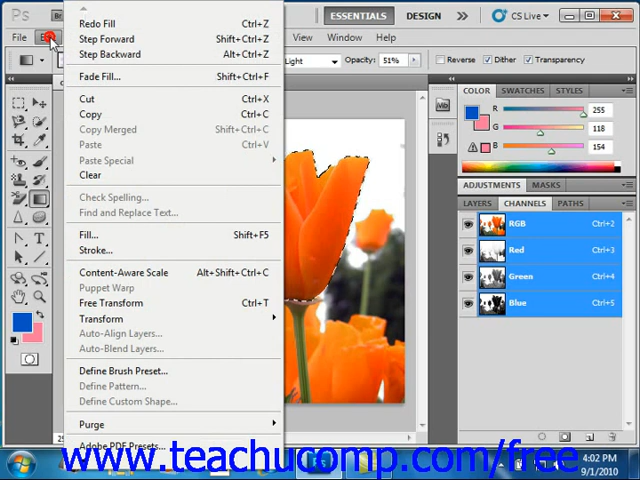 Ps
Br
ESSENTIALS
DESIGN
CS Live
File
View
Window
Help
Light
Opacity:
51%
Reverse
Dither
Transparency
Redo Fill Ctrl+Z
Step Forward Shift+Ctrl+Z
Step Backward Alt+Ctrl+Z
Fade Fill... Shift+Ctrl+F
Cut Ctrl+X
Copy Ctrl+C
Copy Merged Shift+Ctrl+C
Paste Ctrl+V
Paste Special
Clear
Check Spelling...
Find and Replace Text...
Fill... Shift+F5
Stroke...
Content-Aware Scale Alt+Shift+Ctrl+C
Puppet Warp
Free Transform Ctrl+T
Transform
Auto-Align Layers...
Auto-Blend Layers...
Define Brush Preset...
Define Pattern...
Define Custom Shape...
Purge
Adobe PDF Presets...
COLOR
SWATCHES
STYLES
R 255
G 118
B 154
ADJUSTMENTS
MASKS
LAYERS
CHANNELS
PATHS
RGB Ctrl+2
Red Ctrl+3
Green Ctrl+4
Blue Ctrl+5
www.teachucomp.com/free
4:02 PM
9/1/2010